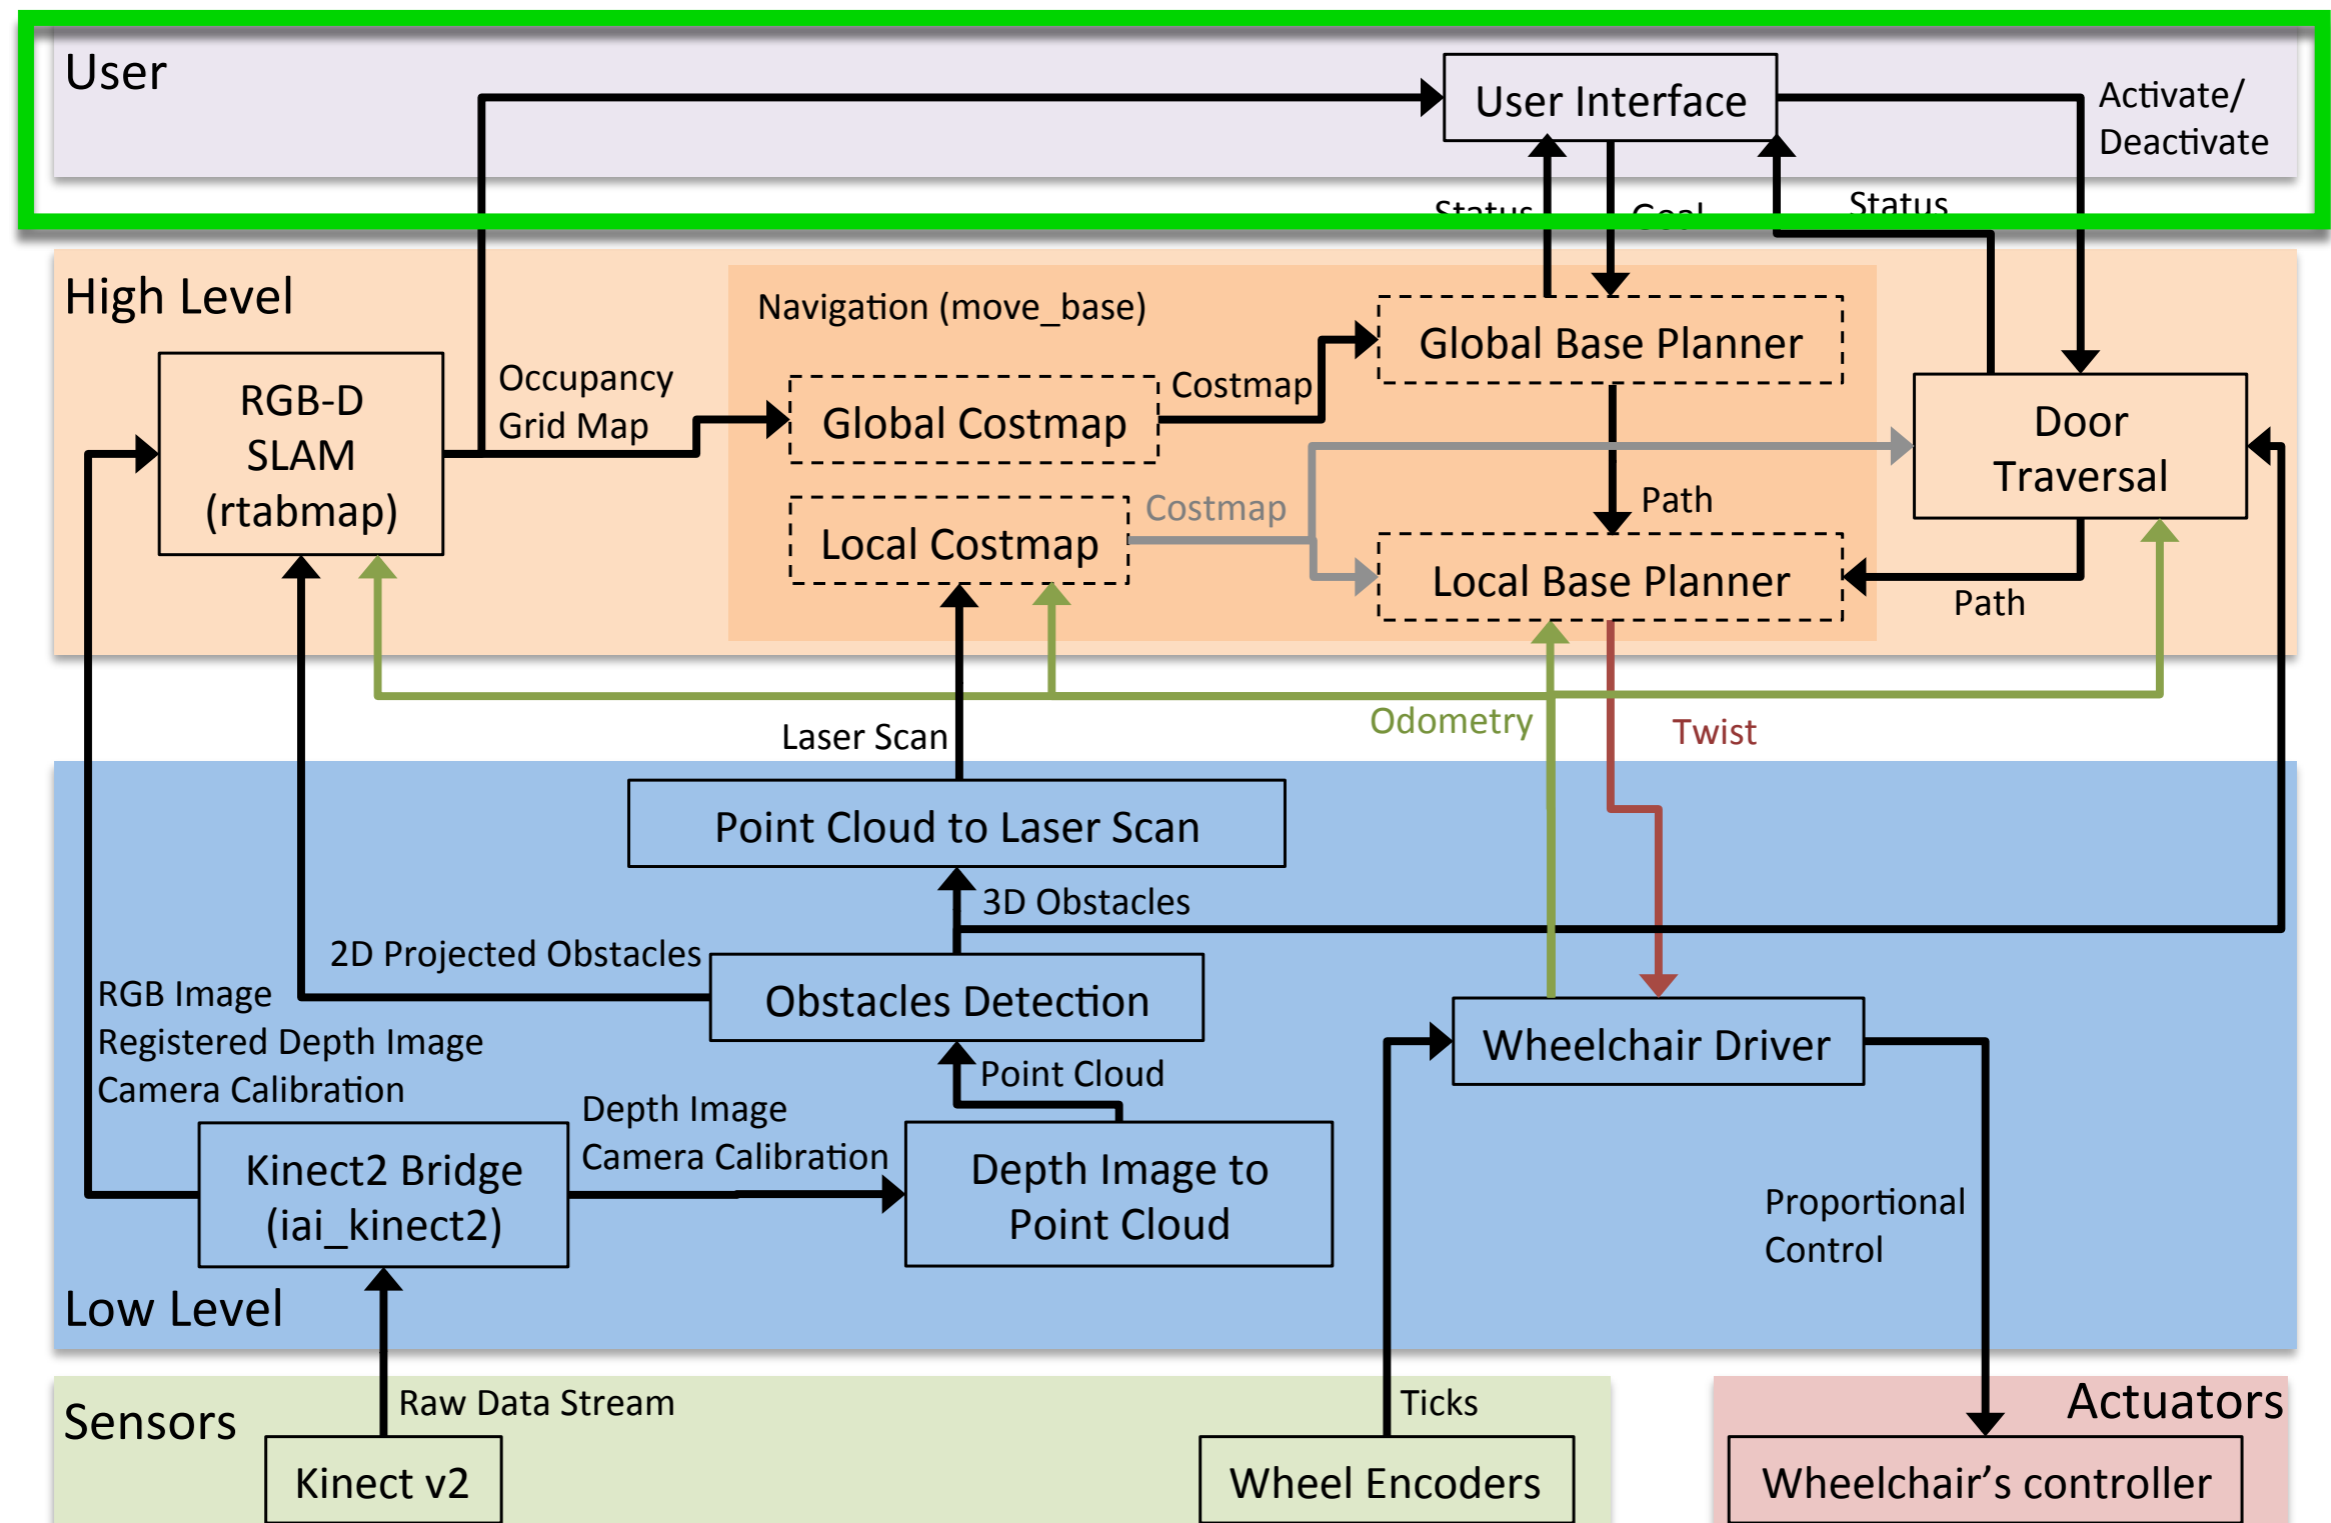 User
User Interface
Activate/
Deactivate
Status
Goal
Status
High Level
Navigation (move_base)
Global Base Planner
RGB-D
SLAM
(rtabmap)
Occupancy
Grid Map
Global Costmap
Costmap
Door
Traversal
Local Costmap
Costmap
Path
Local Base Planner
Path
Laser Scan
Odometry
Twist
Point Cloud to Laser Scan
3D Obstacles
2D Projected Obstacles
Obstacles Detection
RGB Image
Registered Depth Image
Camera Calibration
Wheelchair Driver
Point Cloud
Depth Image
Camera Calibration
Kinect2 Bridge
(iai_kinect2)
Depth Image to
Point Cloud
Proportional
Control
Low Level
Sensors
Raw Data Stream
Ticks
Actuators
Kinect v2
Wheel Encoders
Wheelchair’s controller